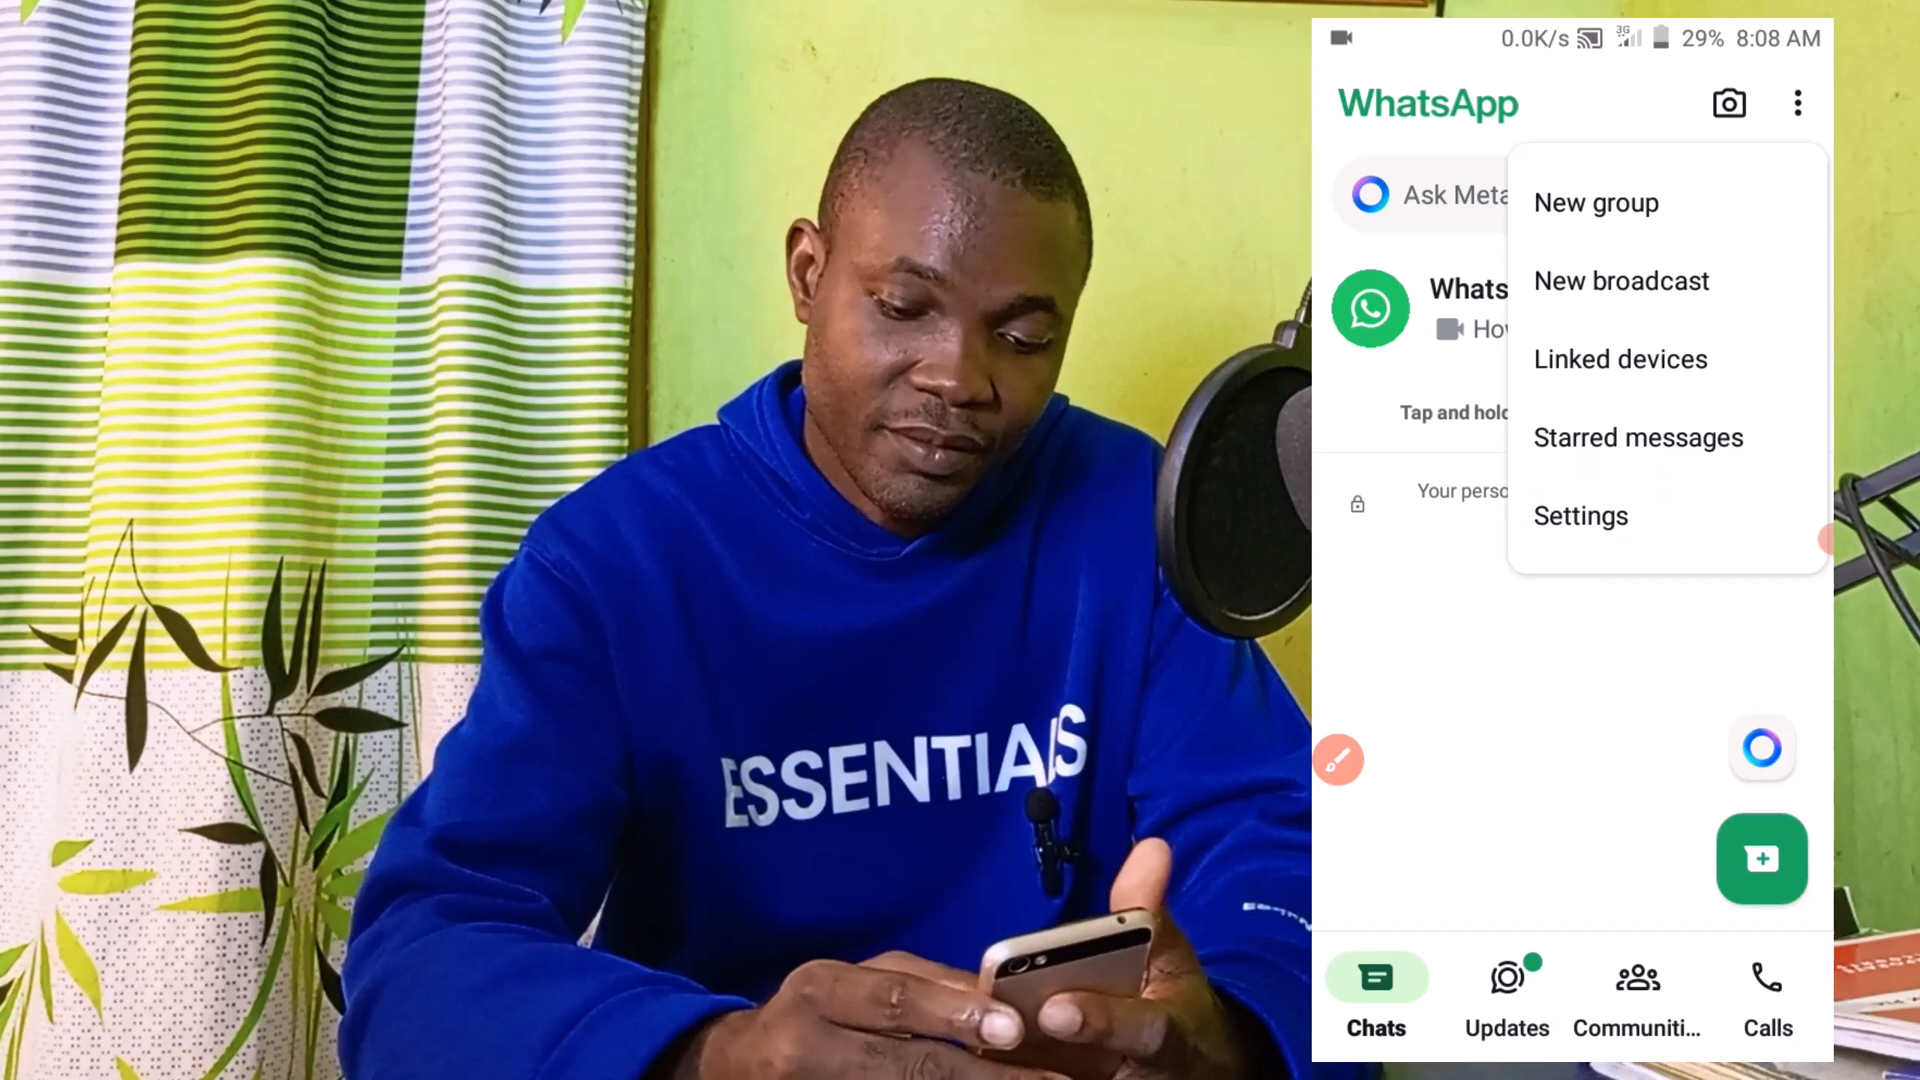 0.0K/s 3G 29% 8:08 AM
WhatsApp
Ask Meta
New group
New broadcast
Whats
Linked devices
Tap and hold
Starred messages
Your perso
Settings
ESSENTIALS
Chats
Updates
Communiti...
Calls